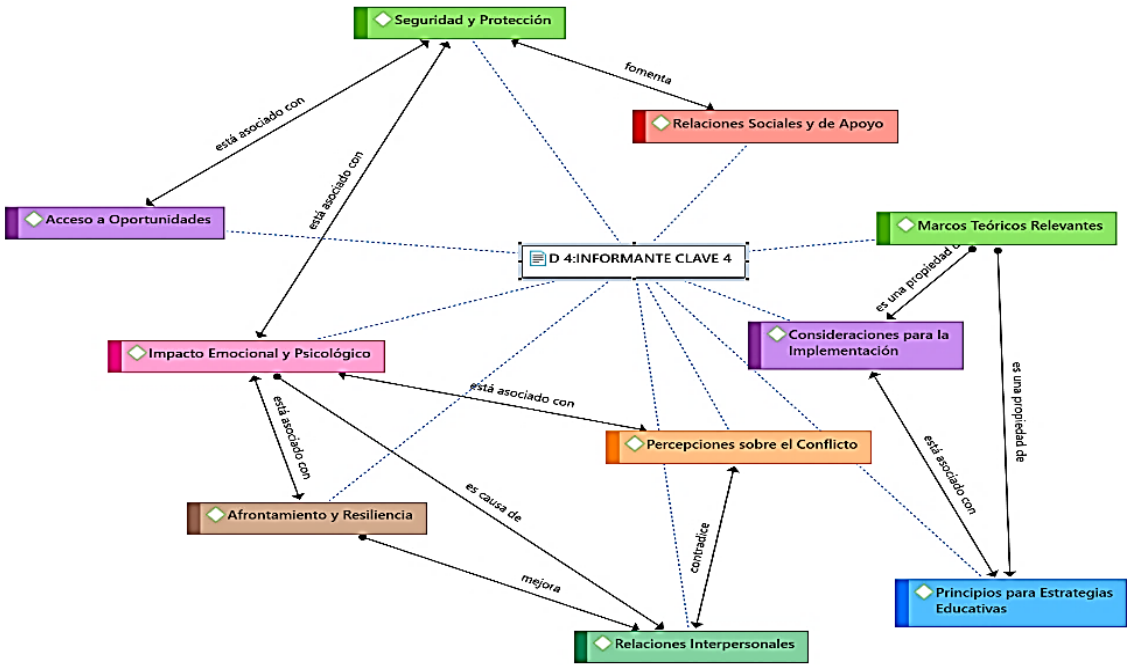 Seguridad y Protección
fomenta
Relaciones Sociales y de Apoyo
está asociado con
está asociado con
Acceso a Oportunidades
Marcos Teóricos Relevantes
D 4:INFORMANTE CLAVE 4
es una propiedad
Consideraciones para la
Implementación
Impacto Emocional y Psicológico
está asociado con
es una propiedad de
está asociado con
Percepciones sobre el Conflicto
está asociado con
Afrontamiento y Resiliencia
es causa de
contradice
mejora
Principios para Estrategias
Educativas
Relaciones Interpersonales